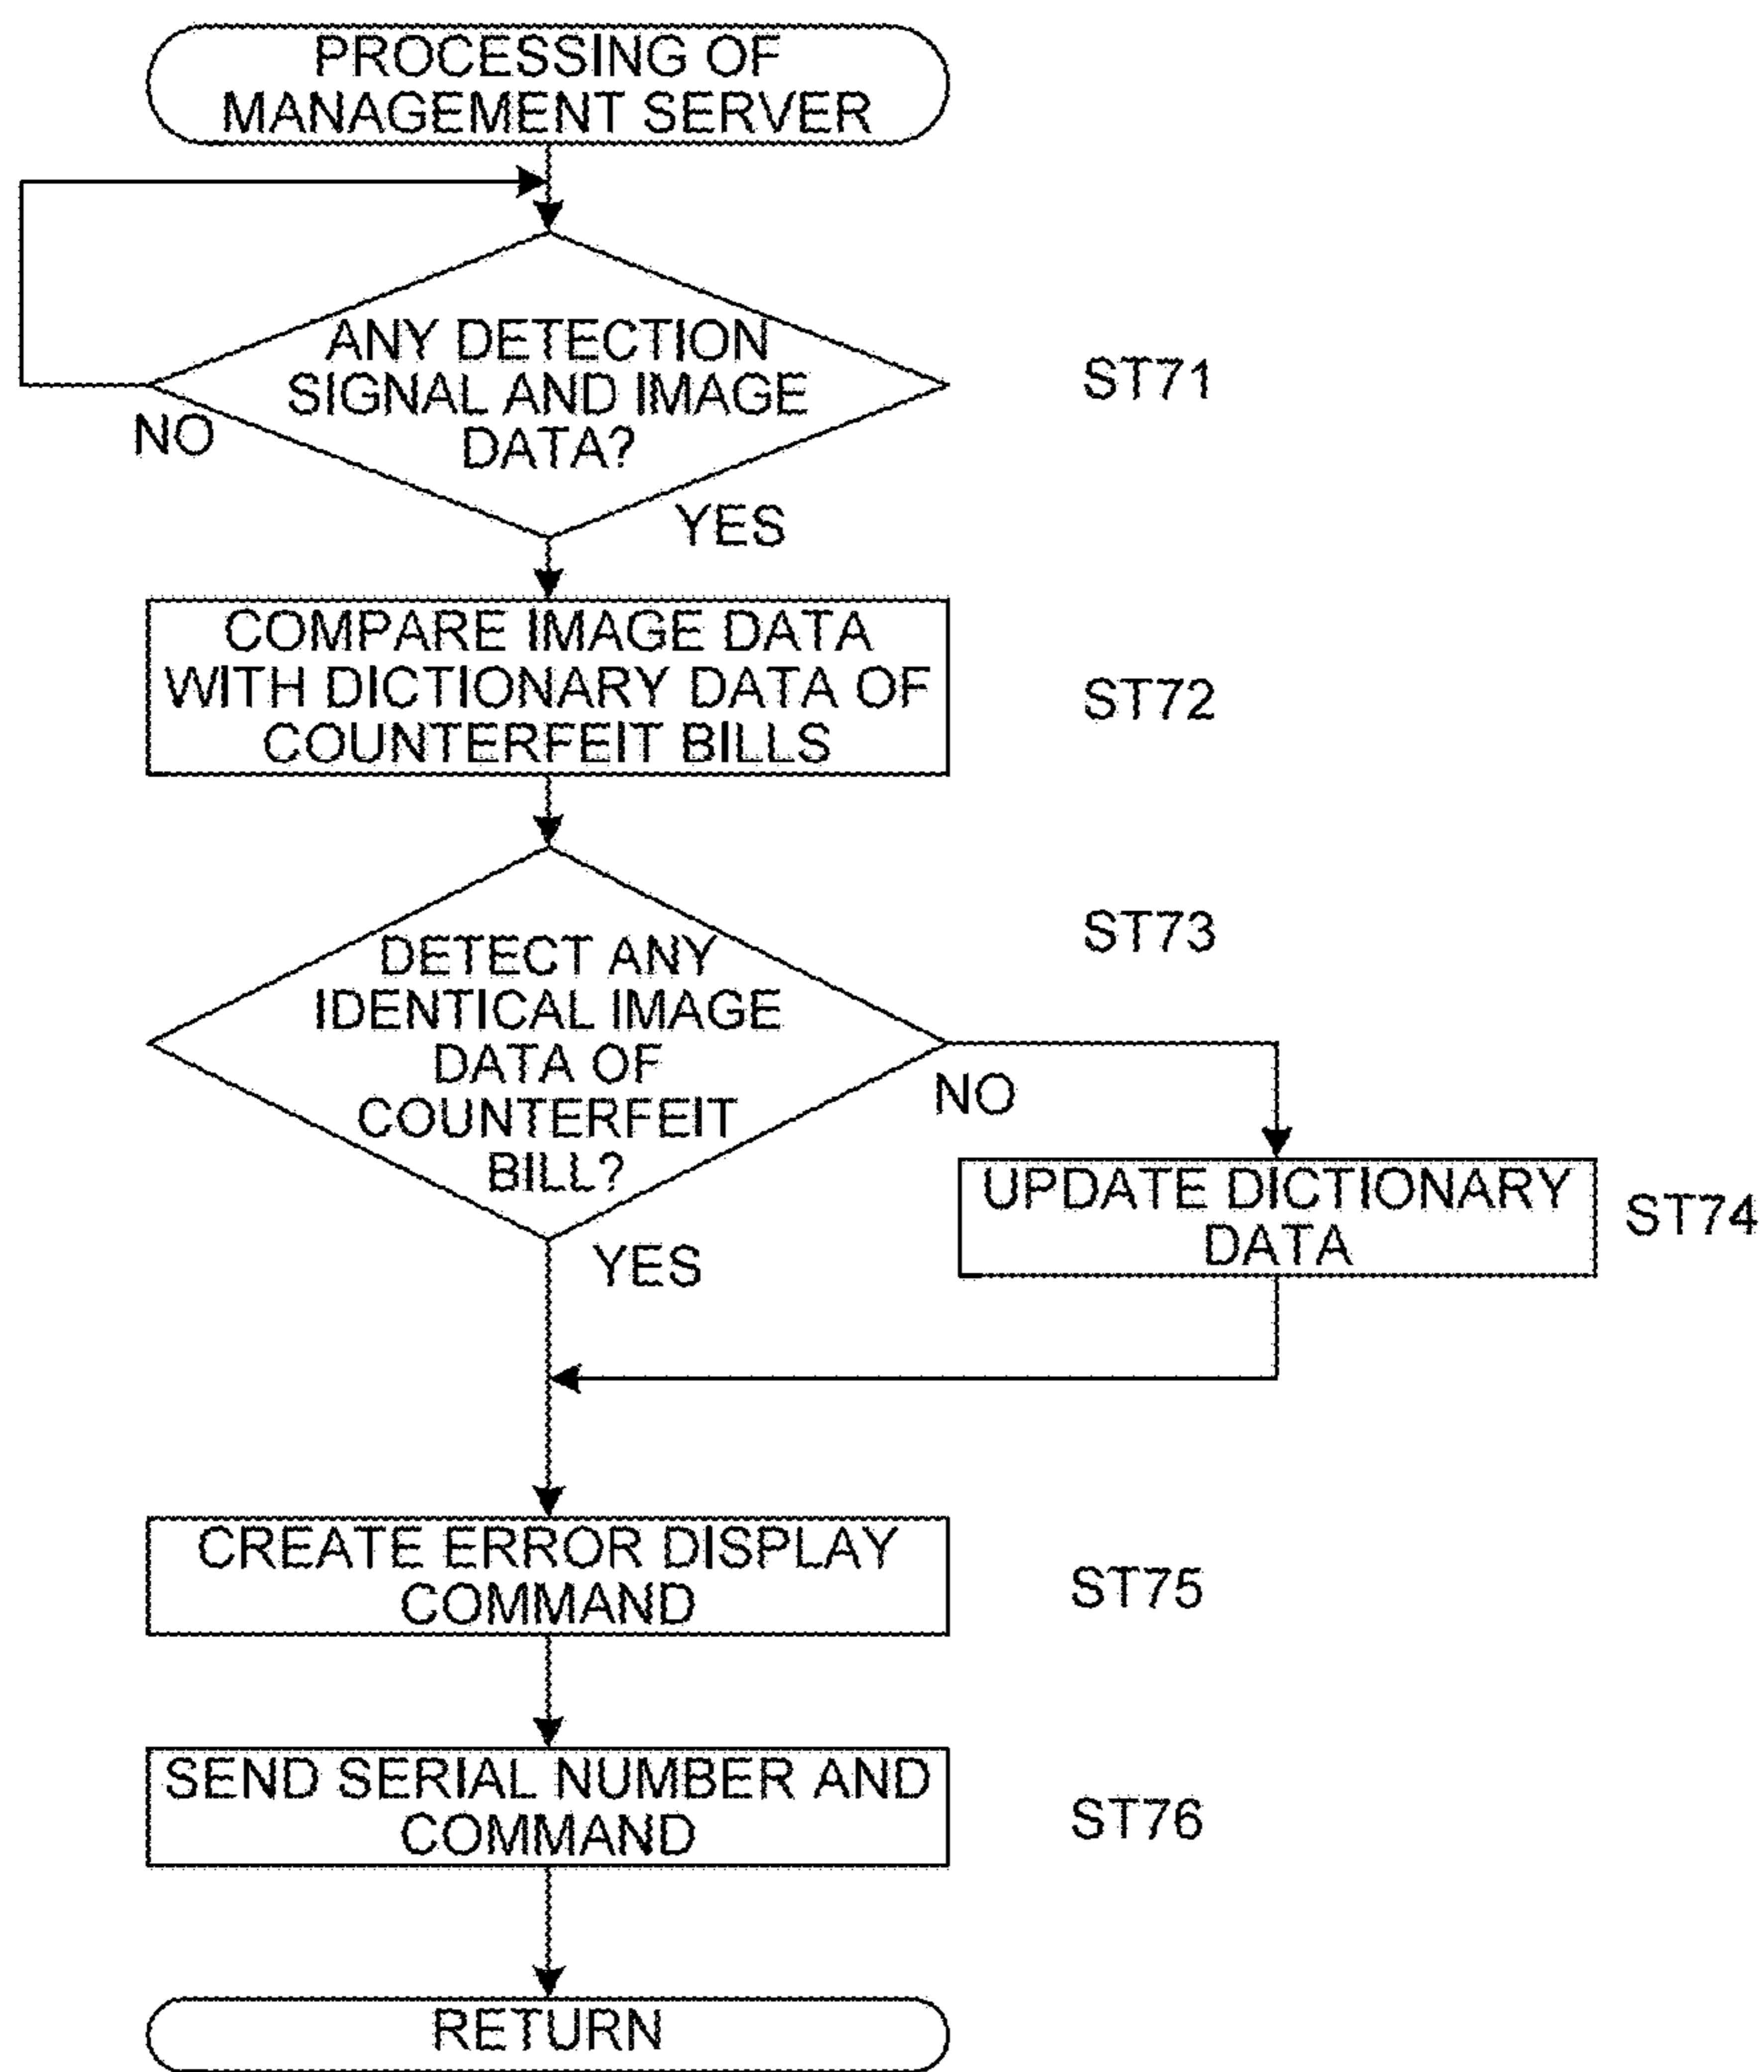 PROCESSING OF
MANAGEMENT SERVER
ANY DETECTION
SIGNAL AND IMAGE
DATA?
ST71
NO
YES
COMPARE IMAGE DATA
WITH DICTIONARY DATA OF
COUNTERFEIT BILLS
ST72
DETECT ANY
IDENTICAL IMAGE
DATA OF
COUNTERFEIT
BILL?
ST73
NO
YES
UPDATE DICTIONARY
DATA
ST74
CREATE ERROR DISPLAY
COMMAND
ST75
SEND SERIAL NUMBER AND
COMMAND
ST76
RETURN